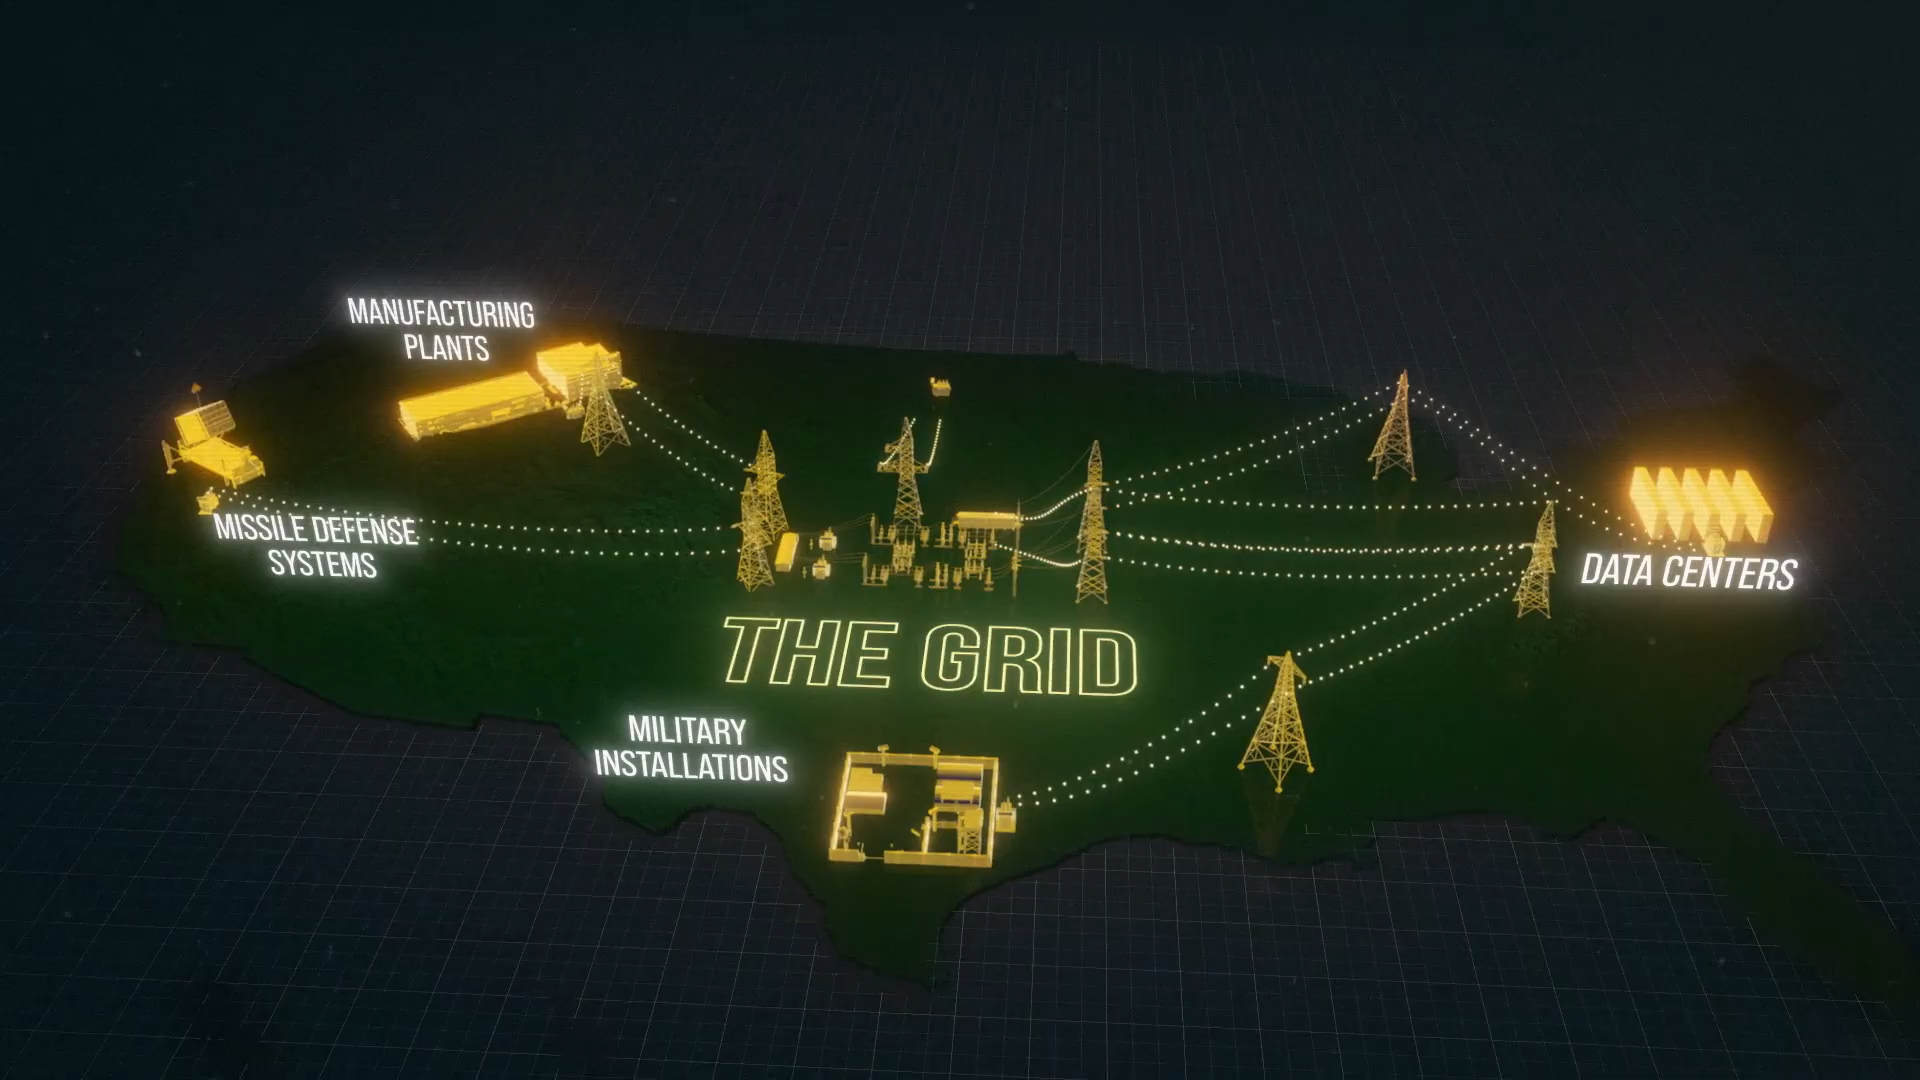 MANUFACTURING
PLANTS
MISSILE DEFENSE
SYSTEMS
DATA CENTERS
THE GRID
MILITARY
INSTALLATIONS